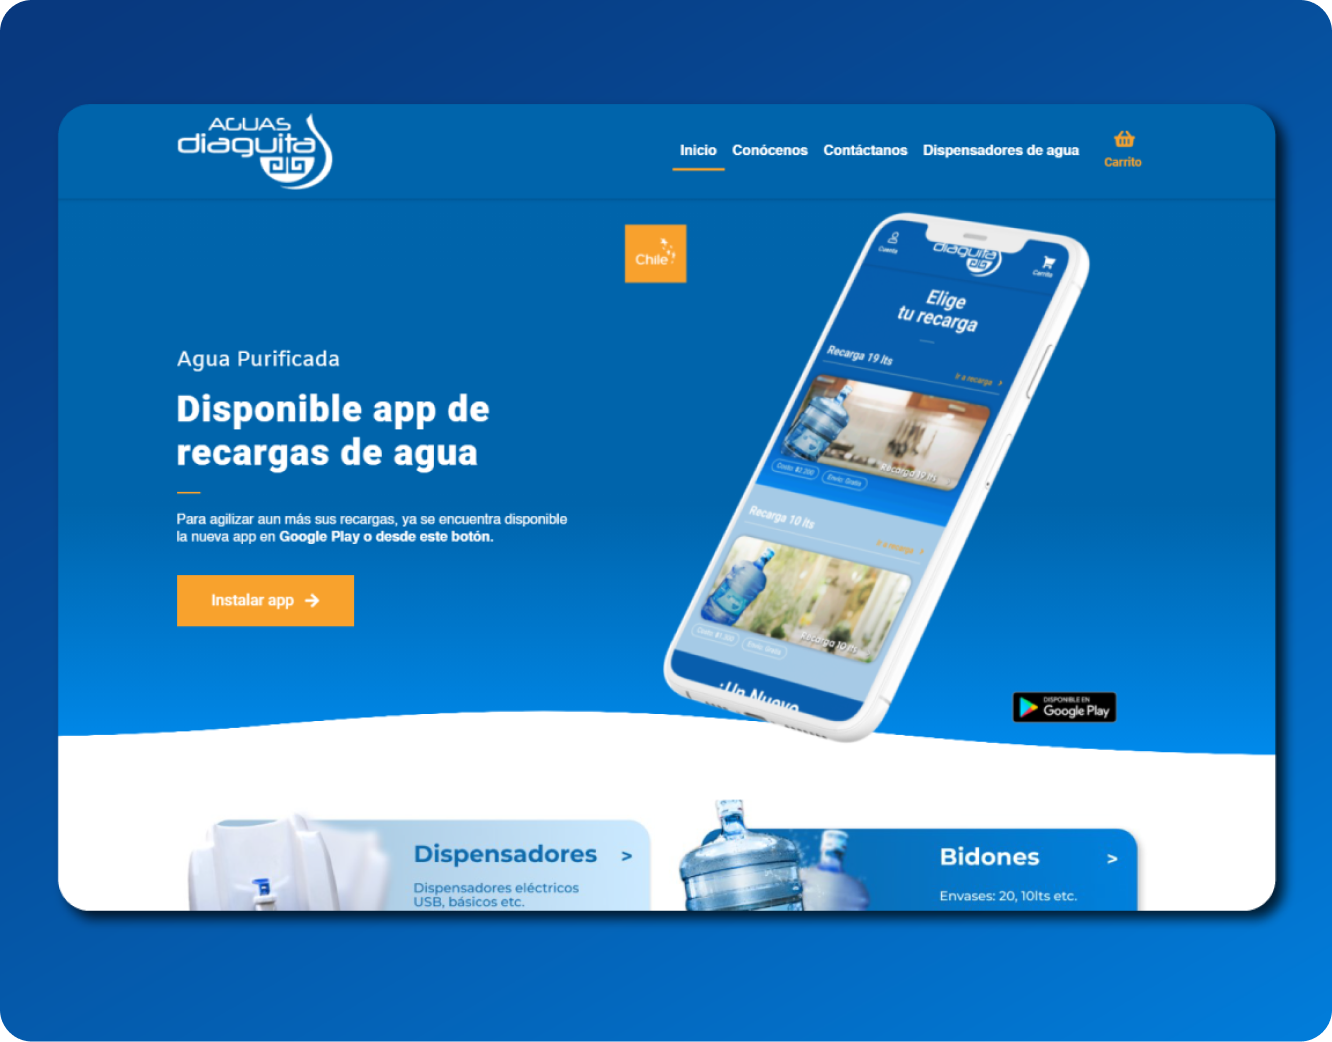 AGUAS
diaguita
Inicio Conócenos Contáctanos Dispensadores de agua
Carrito
Chile
Agua Purificada
Disponible app de
recargas de agua
Para agilizar aun más sus recargas, ya se encuentra disponible
la nueva app en Google Play o desde este botón.
Instalar app
Cuenta
diaguita
Carrito
Elige
tu recarga
Recarga 19 lts
Ir a recarga >
Recarga 19 lts
Costo: $2.200 Envío Gratis
Recarga 10 lts
Ir a recarga >
Recarga 10 lts
Costo: $1.300 Envío Gratis
¡Un Nuevo
DISPONIBLE EN
Google Play
Dispensadores >
Dispensadores eléctricos
USB, básicos etc.
Bidones >
Envases: 20, 10lts etc.